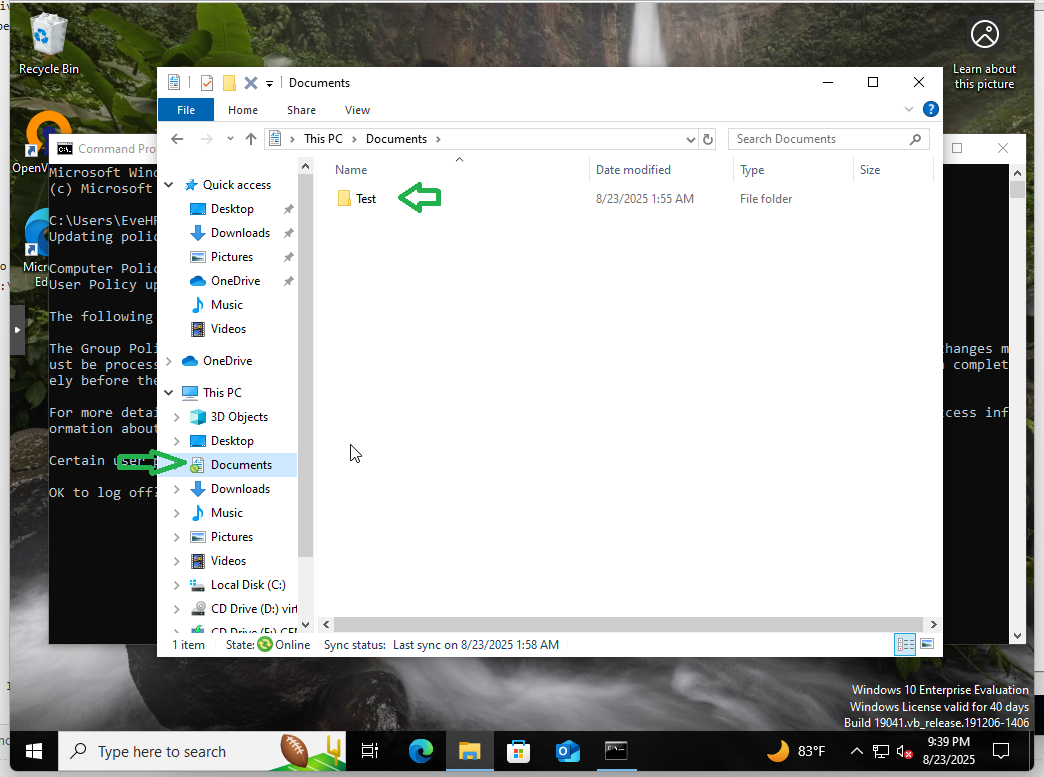 Recycle Bin
Learn about
this picture
Documents
File
Home
Share
View
This PC
Documents
Search Documents
Command Pro
Name
Date modified
Type
Size
Test
8/23/2025 1:55 AM
File folder
Quick access
Desktop
Downloads
Pictures
OneDrive
Music
Videos
OneDrive
This PC
3D Objects
Desktop
Documents
Downloads
Music
Pictures
Videos
Local Disk (C:)
CD Drive (D:) virt
1 item
State:
Online
Sync status:
Last sync on 8/23/2025 1:58 AM
OpenV
Micr
Ed
Microsoft Wind
(c) Microsoft
C:\Users\EveHR
Updating polic
Computer Polic
User Policy up
The following
The Group Poli
hanges m
ust be process
complet
ely before the
For more detai
cess inf
ormation about
Certain user
OK to log off?
Windows 10 Enterprise Evaluation
Windows License valid for 40 days
Build 19041.vb_release.191206-1406
Type here to search
83°F
9:39 PM
8/23/2025